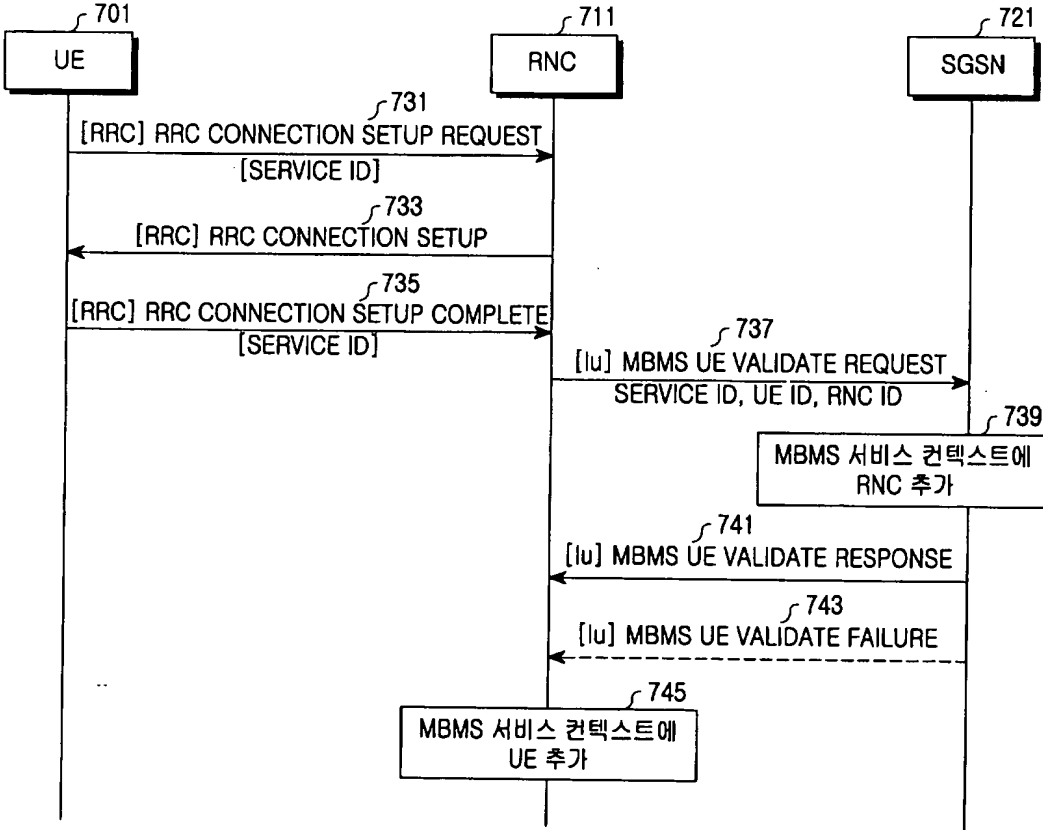 701
711
721
UE
RNC
SGSN
731
[RRC] RRC CONNECTION SETUP REQUEST
[SERVICE ID]
733
[RRC] RRC CONNECTION SETUP
735
[RRC] RRC CONNECTION SETUP COMPLETE
[SERVICE ID]
737
[Iu] MBMS UE VALIDATE REQUEST
SERVICE ID, UE ID, RNC ID
739
MBMS 서비스 컨텍스트에
RNC 추가
741
[Iu] MBMS UE VALIDATE RESPONSE
743
[Iu] MBMS UE VALIDATE FAILURE
745
MBMS 서비스 컨텍스트에
UE 추가